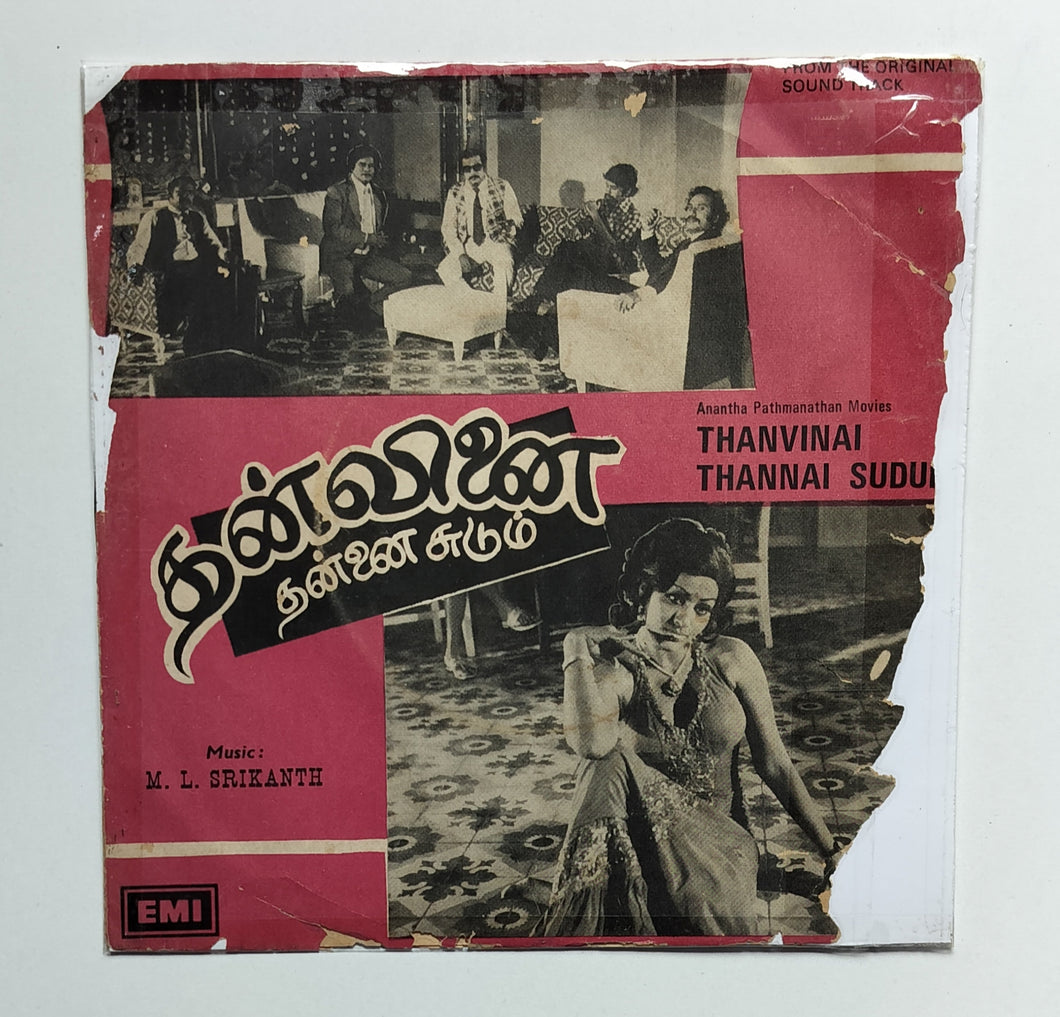 FROM THE ORIGINAL
SOUND TRACK
Anantha Pathmanathan Movies
THANVINAI
THANNAI SUDU
தன்வினை
தன்னை சுடும்
Music:
M. L. SRIKANTH
EMI